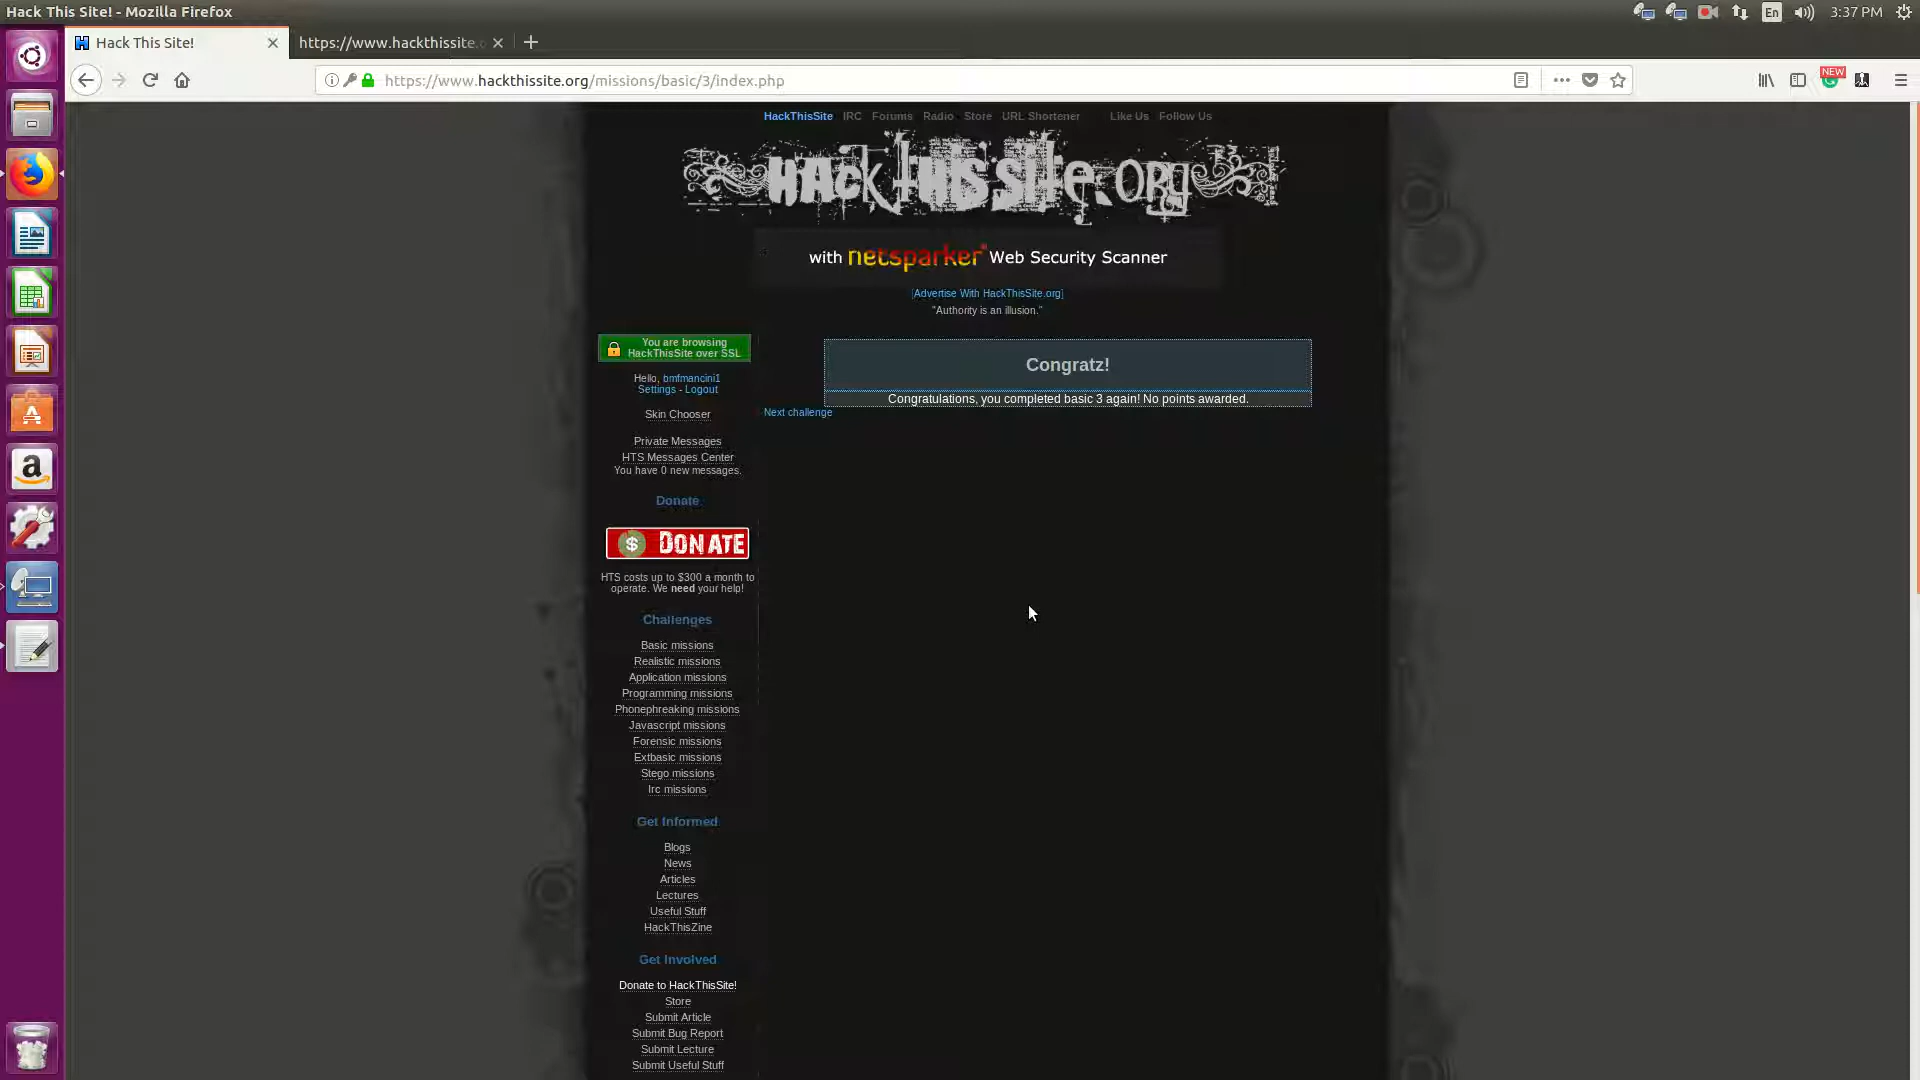 Hack This Site! - Mozilla Firefox
En
3:37 PM
Hack This Site!
https://www.hackthissite.
https://www.hackthissite.org/missions/basic/3/index.php
NEW
HackThisSite IRC Forums Radio Store URL Shortener Like Us Follow Us
HackThisSite.org
with netsparker Web Security Scanner
[Advertise With HackThisSite.org]
"Authority is an illusion."
You are browsing
HackThisSite over SSL
Hello, bmfmancini1
Settings - Logout
Skin Chooser
Private Messages
HTS Messages Center
You have 0 new messages.
Donate
$ DONATE
HTS costs up to $300 a month to
operate. We need your help!
Challenges
Basic missions
Realistic missions
Application missions
Programming missions
Phonephreaking missions
Javascript missions
Forensic missions
Extbasic missions
Stego missions
Irc missions
Get Informed
Blogs
News
Articles
Lectures
Useful Stuff
HackThisZine
Get Involved
Donate to HackThisSite!
Store
Submit Article
Submit Bug Report
Submit Lecture
Submit Useful Stuff
Congratz!
Congratulations, you completed basic 3 again! No points awarded.
Next challenge